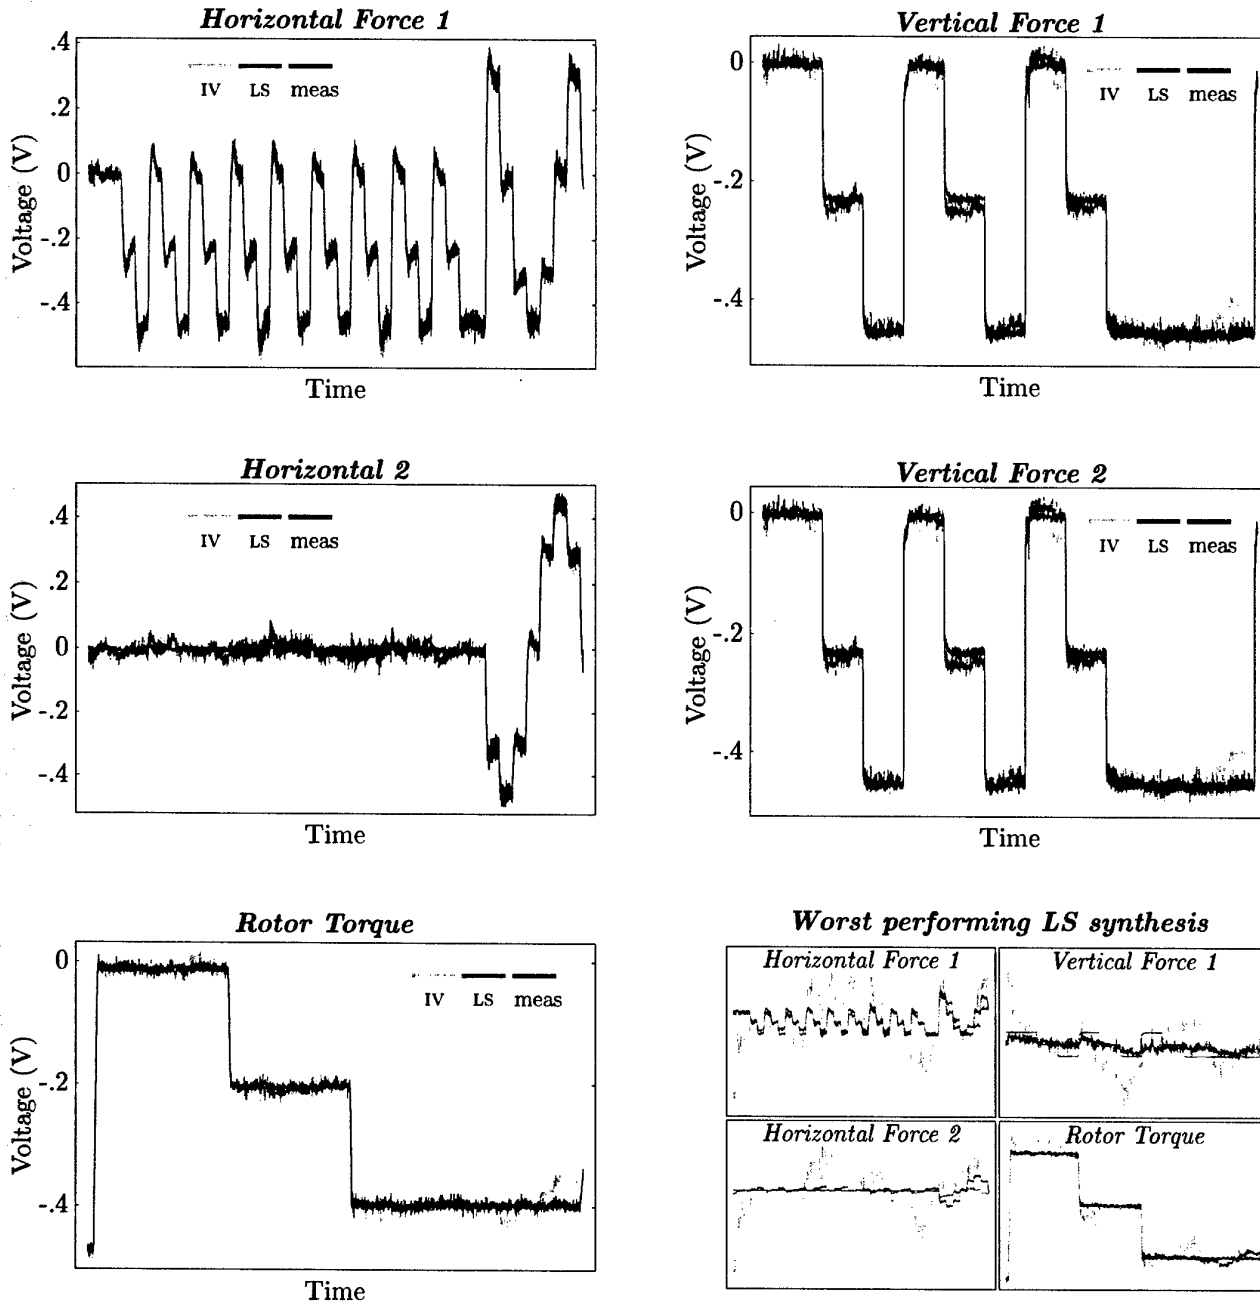 Horizontal Force 1
.4
.2
0
-.2
-.4
Voltage (V)
IV LS meas
Time
Vertical Force 1
0
-.2
-.4
Voltage (V)
IV LS meas
Time
Horizontal 2
.4
.2
0
-.2
-.4
Voltage (V)
IV LS meas
Time
Vertical Force 2
0
-.2
-.4
Voltage (V)
IV LS meas
Time
Rotor Torque
0
-.2
-.4
Voltage (V)
IV LS meas
Time
Worst performing LS synthesis
Horizontal Force 1
Vertical Force 1
Horizontal Force 2
Rotor Torque